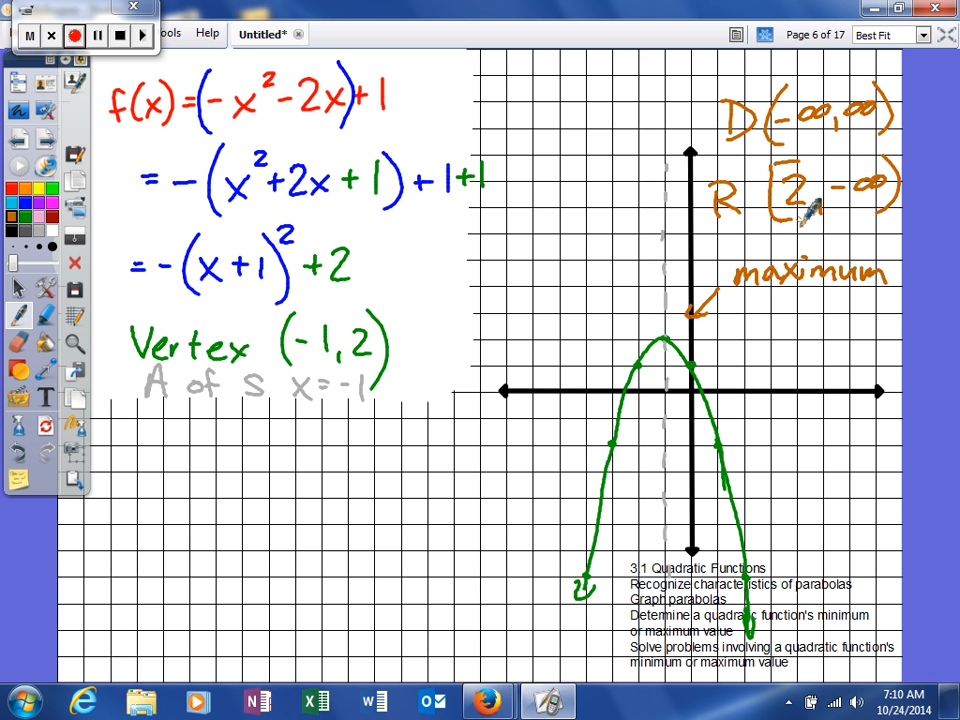 M
ools Help Untitled* Page 6 of 17 Best Fit
f(x)=(-x²-2x)+1
= -(x²+2x+1)+1+1
= -(x+1)²+2
Vertex (-1,2)
A of S x=-1
D(-∞,∞)
R [2,-∞)
maximum
3.1 Quadratic Functions
Recognize characteristics of parabolas
Graph parabolas
Determine a quadratic function's minimum
or maximum value
Solve problems involving a quadratic function's
minimum or maximum value
7:10 AM
10/24/2014